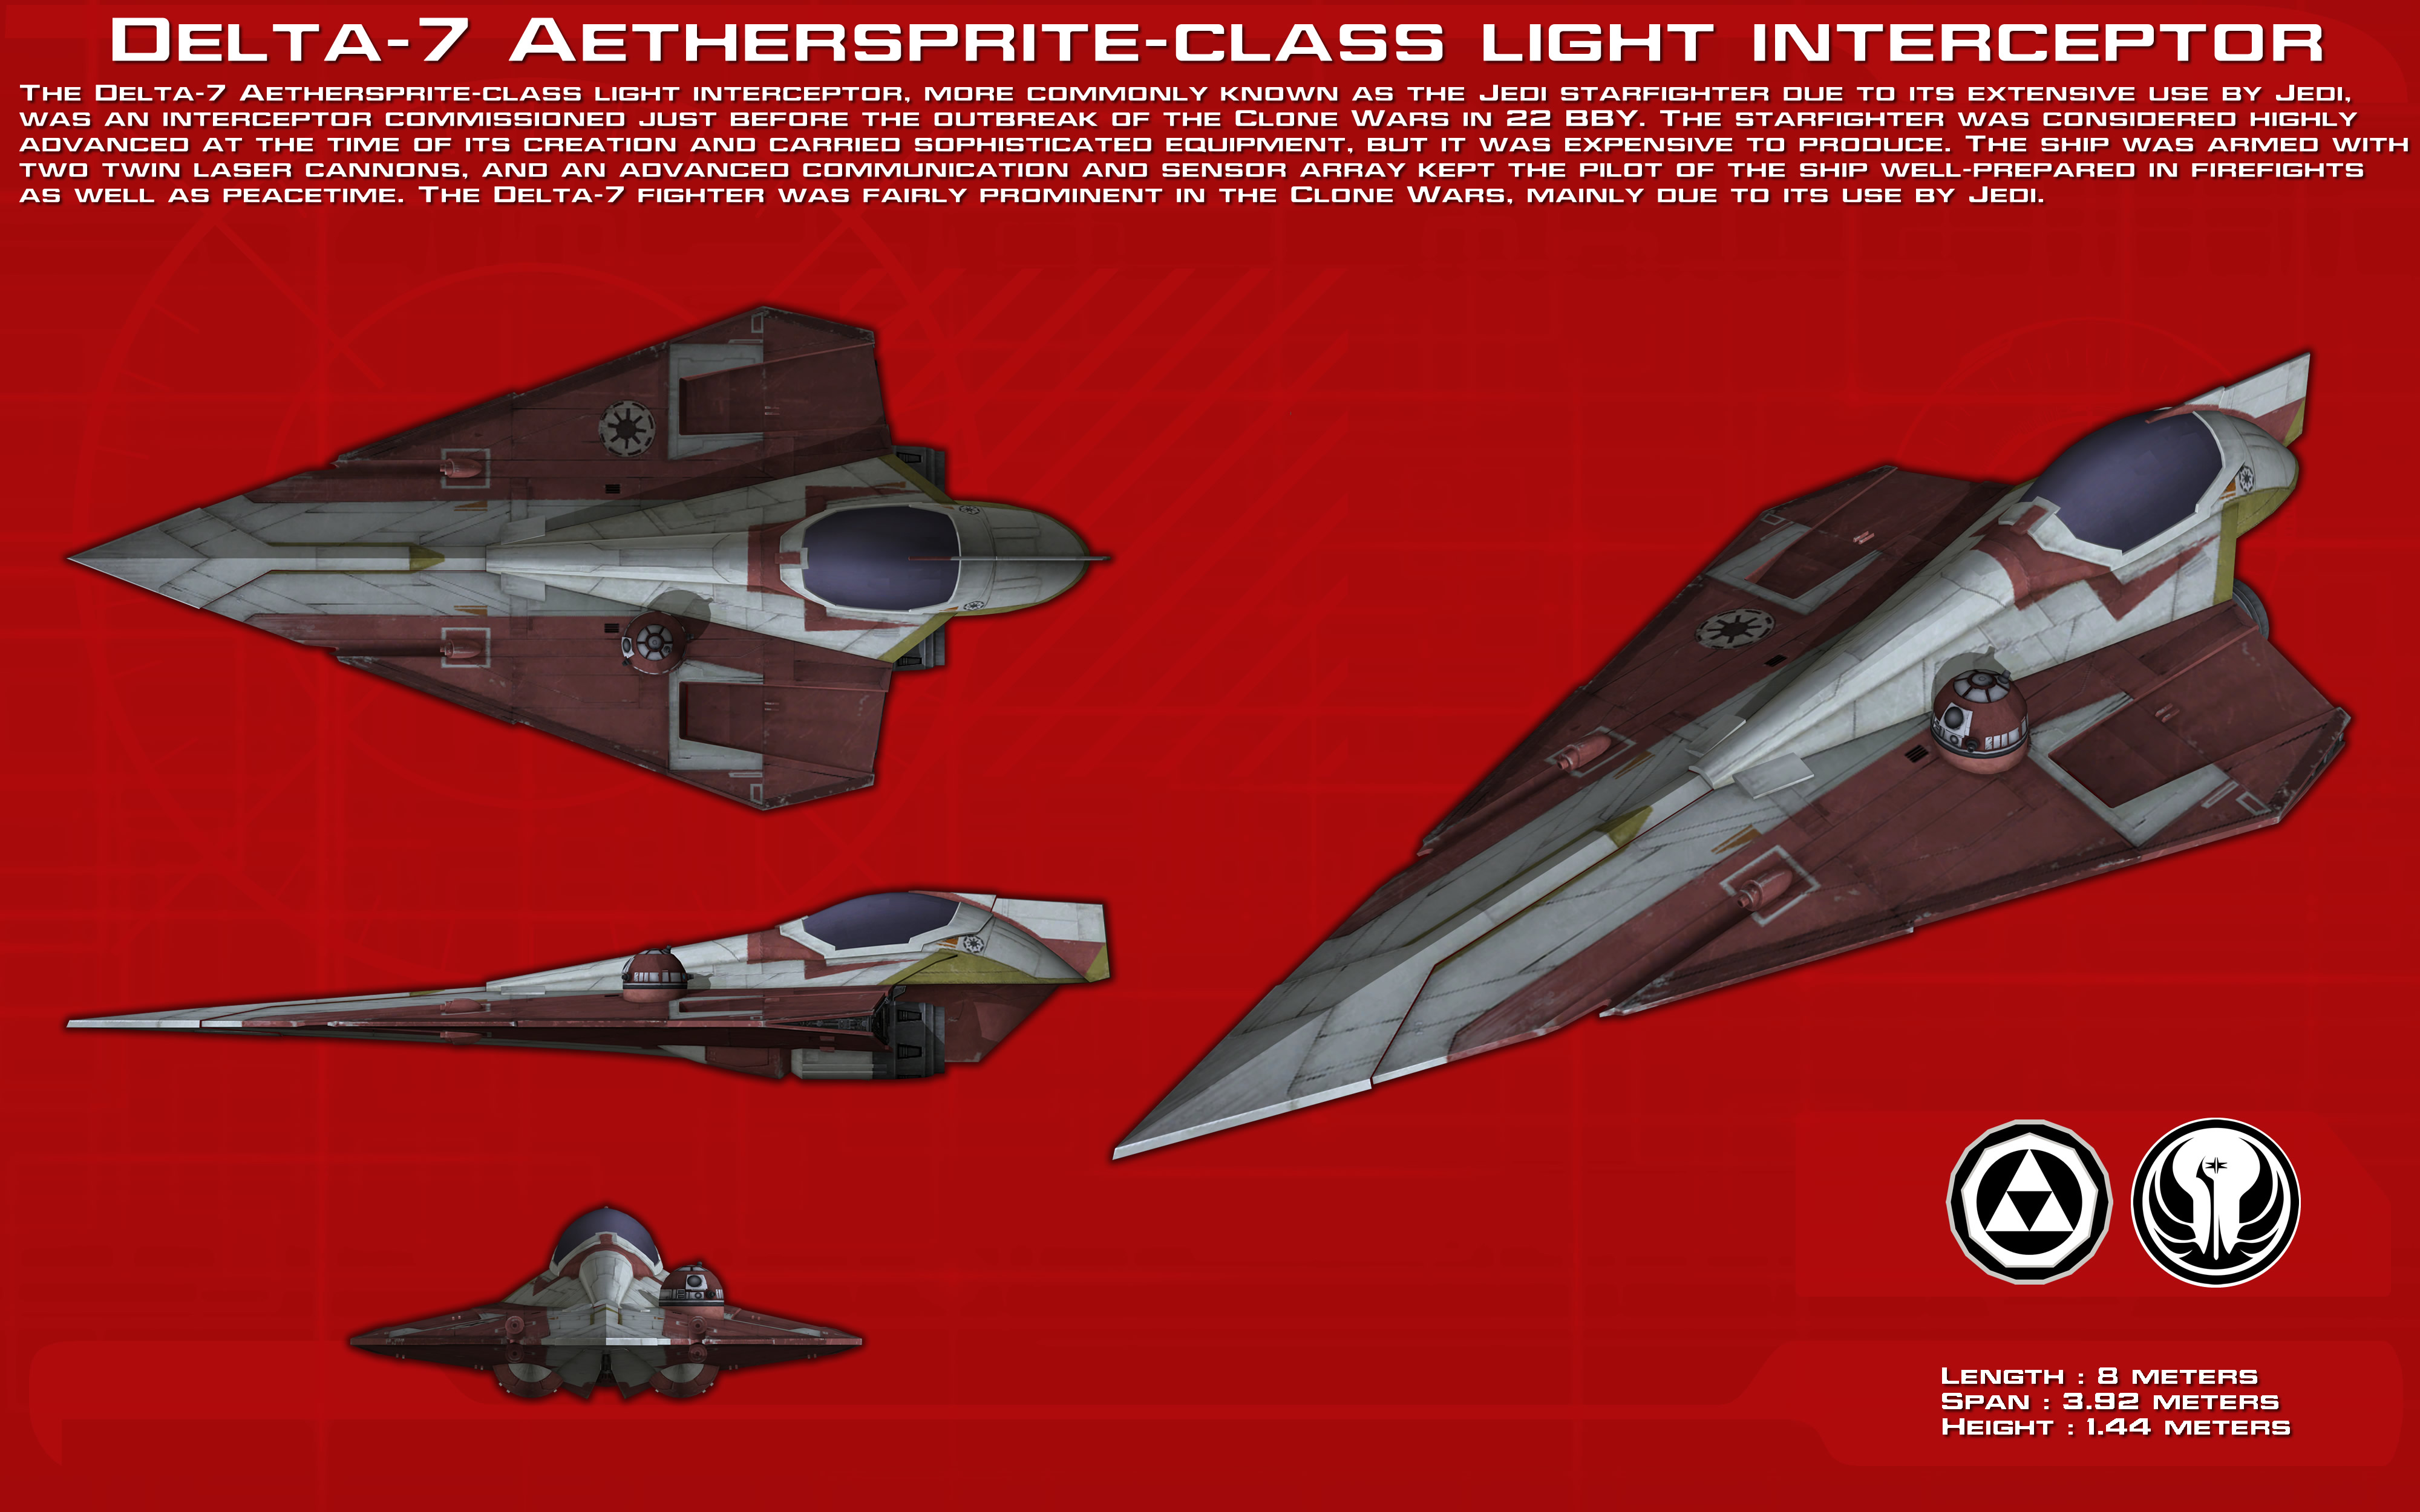 Delta-7 Aethersprite-class light interceptor
The Delta-7 Aethersprite-class light interceptor, more commonly known as the Jedi starfighter due to its extensive use by Jedi,
was an interceptor commissioned just before the outbreak of the Clone Wars in 22 BBY. The starfighter was considered highly
advanced at the time of its creation and carried sophisticated equipment, but it was expensive to produce. The ship was armed with
two twin laser cannons, and an advanced communication and sensor array kept the pilot of the ship well-prepared in firefights
as well as peacetime. The Delta-7 fighter was fairly prominent in the Clone Wars, mainly due to its use by Jedi.
Length : 8 meters
Span : 3.92 meters
Height : 1.44 meters